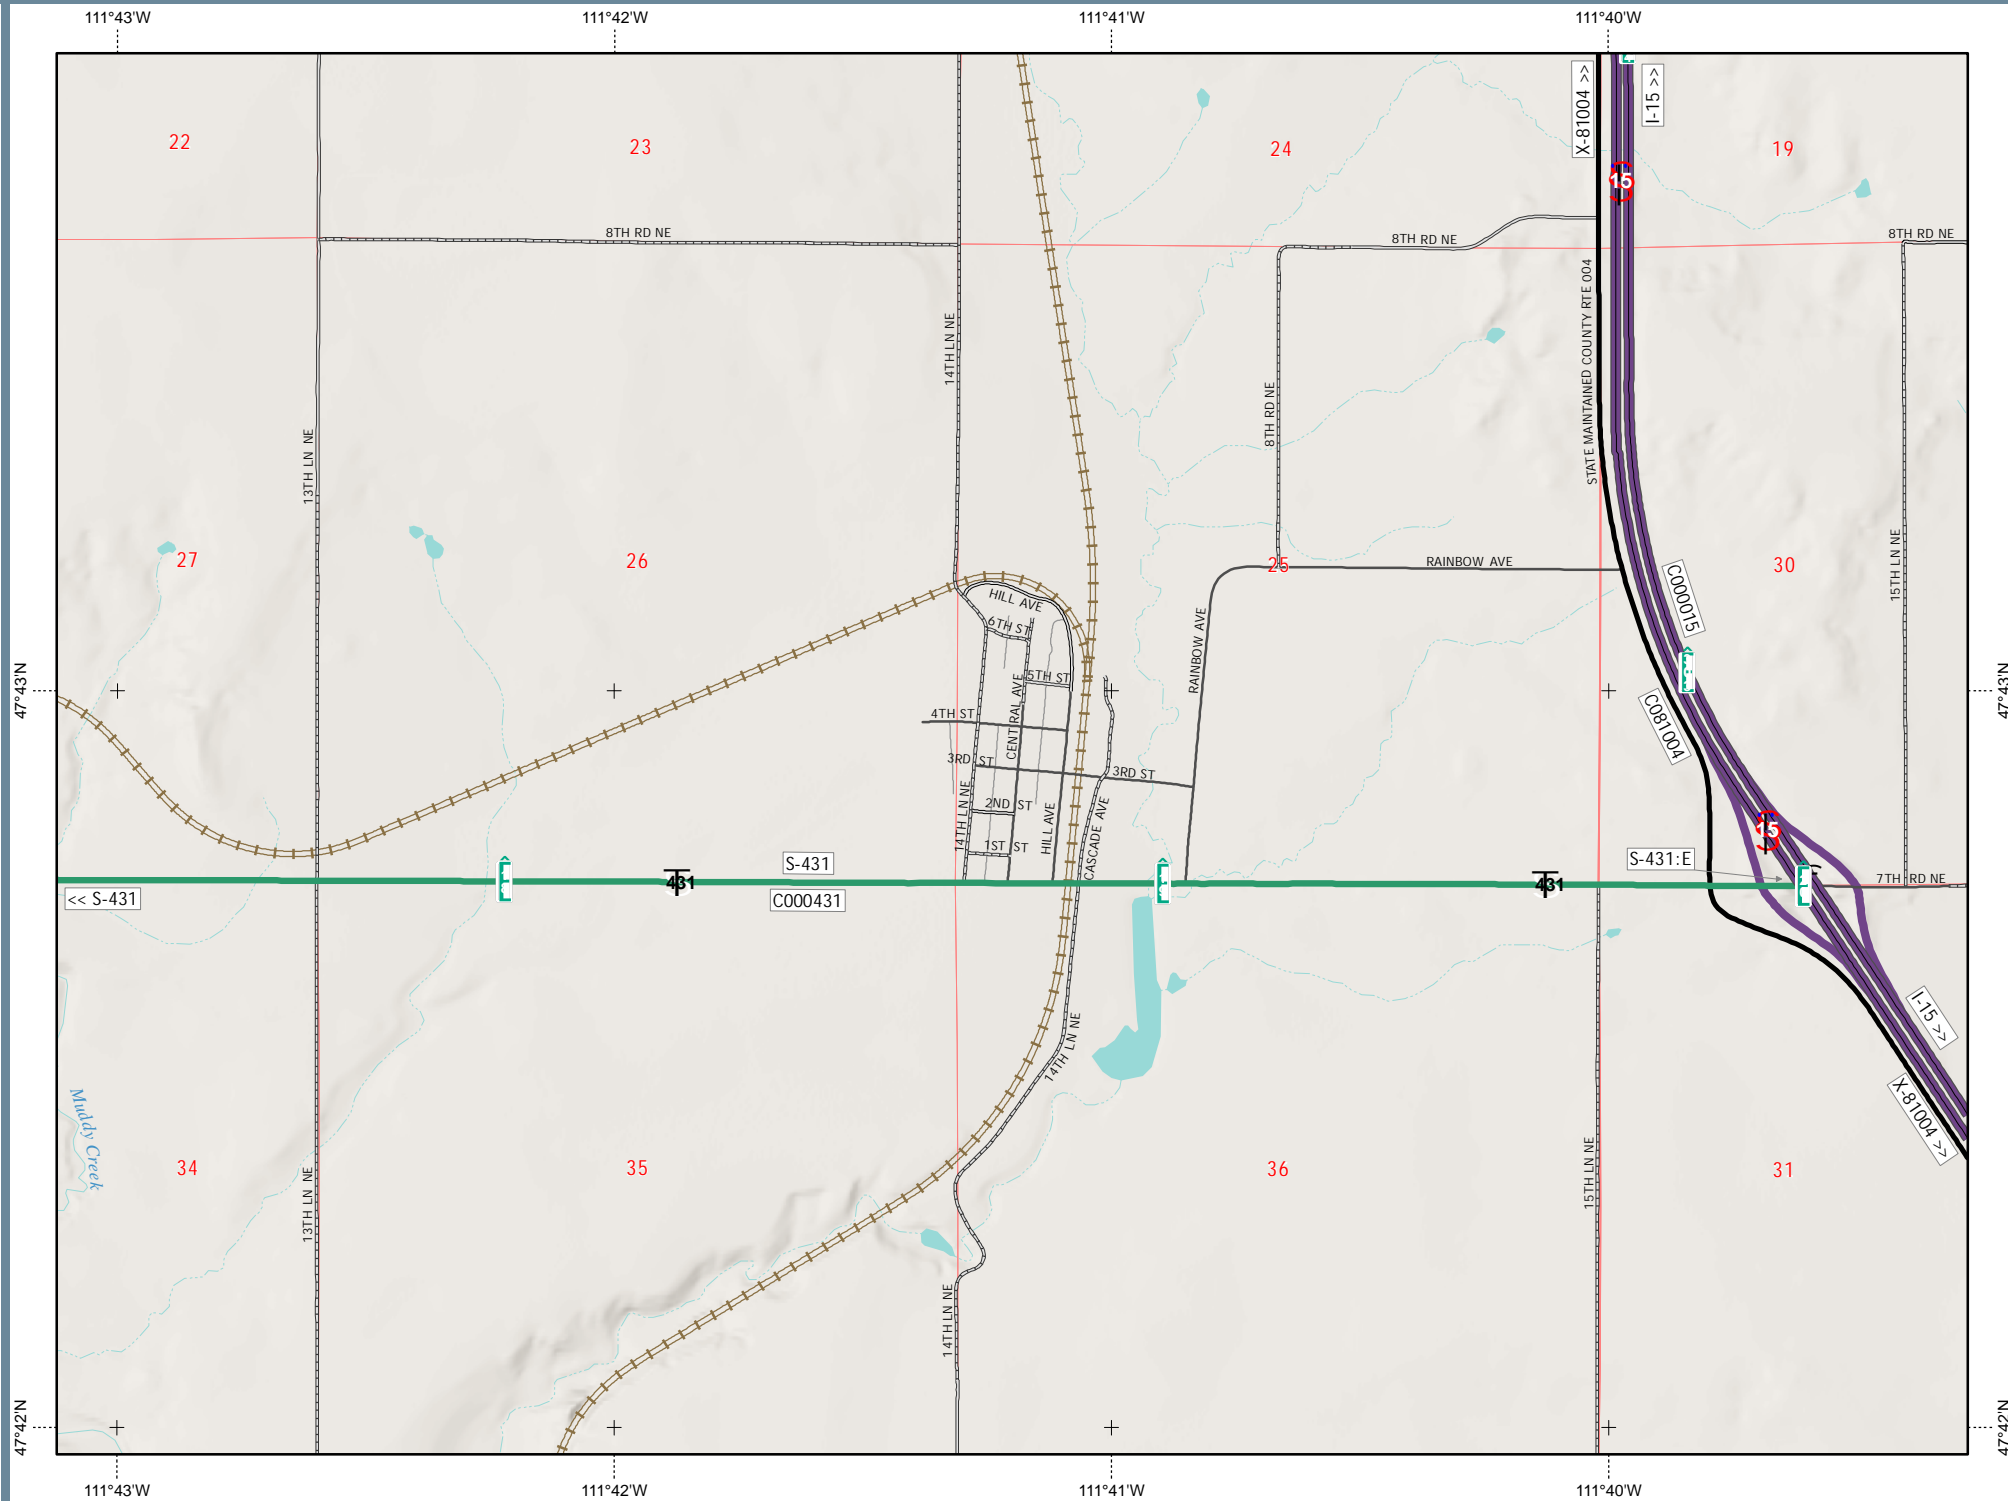 111°43'W
111°42'W
111°41'W
111°40'W
X-81004 >>
I-15 >>
22
23
24
19
15
8TH RD NE
8TH RD NE
8TH RD NE
STATE MAINTAINED COUNTY RTE 004
14TH LN NE
8TH RD NE
13TH LN NE
15TH LN NE
27
26
25
30
RAINBOW AVE
C000015
HILL AVE
6TH ST
RAINBOW AVE
5TH ST
CENTRAL AVE
47°43'N
47°43'N
C081004
4TH ST
3RD ST
3RD ST
14TH LN NE
2ND ST
HILL AVE
CASCADE AVE
15
1ST ST
S-431
S-431:E
7TH RD NE
431
431
<< S-431
C000431
I-15 >>
14TH LN NE
X-81004 >>
Muddy Creek
34
35
36
31
13TH LN NE
15TH LN NE
14TH LN NE
47°42'N
47°42'N
111°43'W
111°42'W
111°41'W
111°40'W